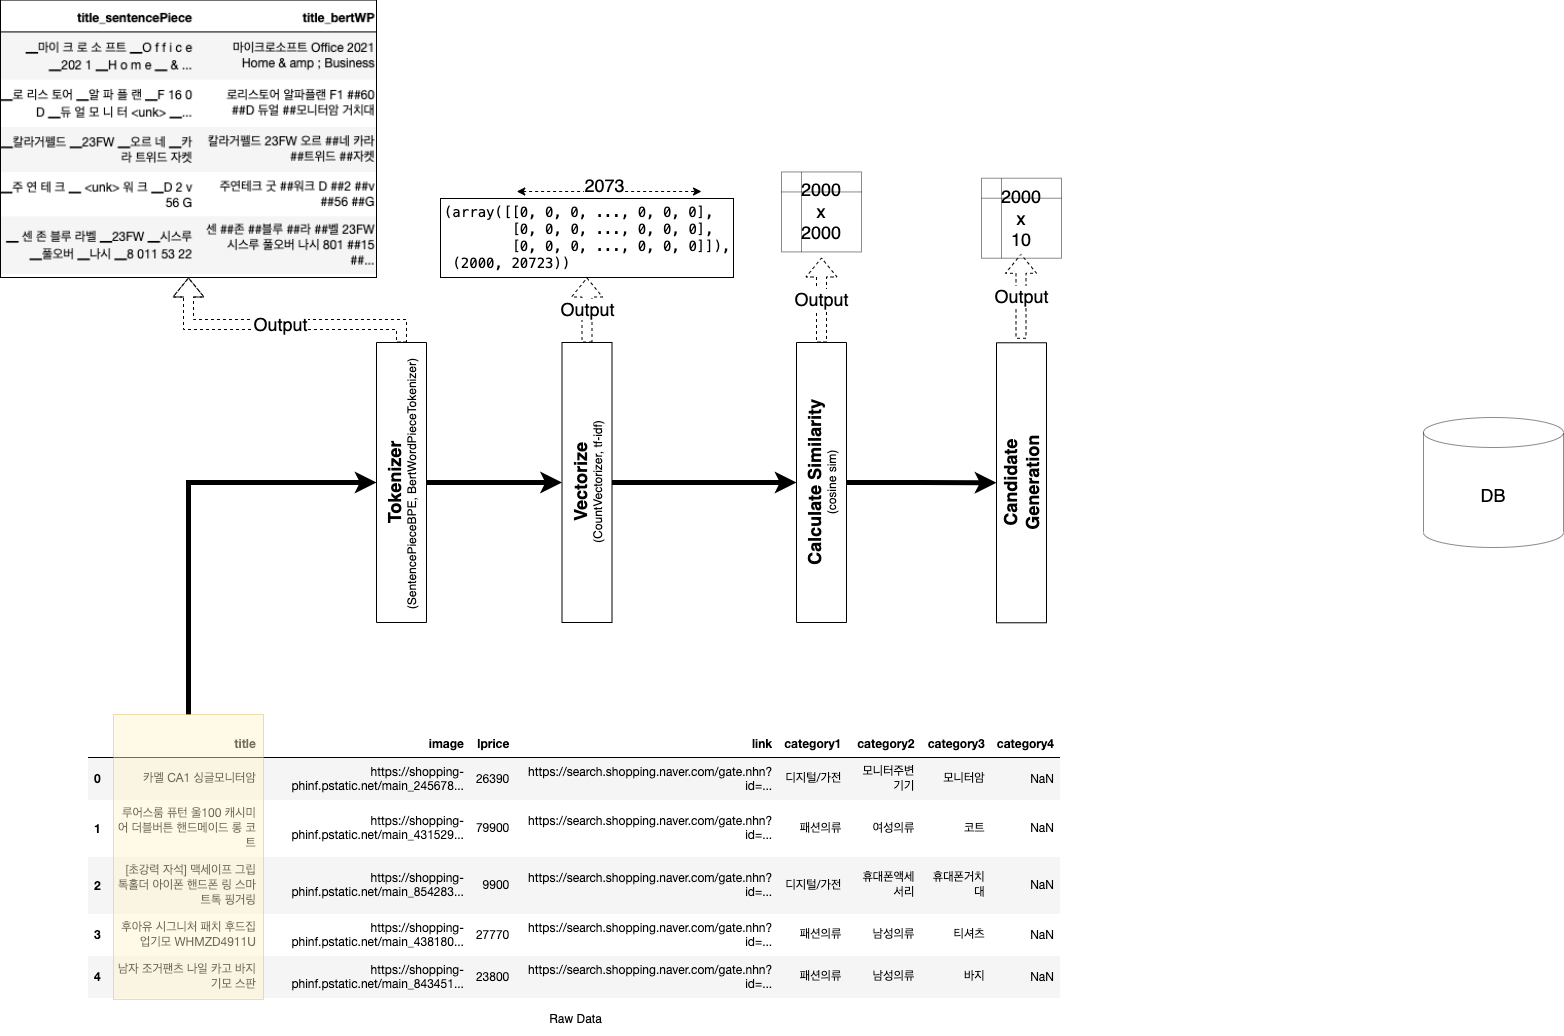 title_sentencePiece title_bertWP
__마이 크 로 소 프트 __O f f i c e
__202 1 __H o m e __ & ...
마이크로소프트 Office 2021
Home & amp ; Business
__로 리스 토어 __알 파 플 랜 __F 16 0
D __듀 얼 모 니 터 <unk> __...
로리스토어 알파플랜 F1 ##60
##D 듀얼 ##모니터암 거치대
__칼라거펠드 __23FW __오르 네 __카
라 트위드 자켓
칼라거펠드 23FW 오르 ##네 카라
##트위드 ##자켓
__주 연 테 크 __ <unk> 워 크 __D 2 v
56 G
주연테크 굿 ##워크 D ##2 ##v
##56 ##G
__ 센 존 블루 라벨 __23FW __시스루
__풀오버 __나시 __8 011 53 22
센 ##존 ##블루 ##라 ##벨 23FW
시스루 풀오버 나시 801 ##15
##...
2073
(array([[0, 0, 0, ..., 0, 0, 0],
[0, 0, 0, ..., 0, 0, 0],
[0, 0, 0, ..., 0, 0, 0]]),
(2000, 20723))
2000
x
2000
2000
x
10
Output
Output
Output
Output
Tokenizer
(SentencePieceBPE, BertWordPieceTokenizer)
Vectorize
(CountVectorizer, tf-idf)
Calculate Similarity
(cosine sim)
Candidate
Generation
DB
title image lprice link category1 category2 category3 category4
0 카멜 CA1 싱글모니터암 https://shopping-
phinf.pstatic.net/main_245678... 26390 https://search.shopping.naver.com/gate.nhn?
id=... 디지털/가전 모니터주변
기기 모니터암 NaN
1 루어스룸 퓨턴 울100 캐시미
어 더블버튼 핸드메이드 롱 코
트 https://shopping-
phinf.pstatic.net/main_431529... 79900 https://search.shopping.naver.com/gate.nhn?
id=... 패션의류 여성의류 코트 NaN
2 [초강력 자석] 맥세이프 그립
톡홀더 아이폰 핸드폰 링 스마
트톡 핑거링 https://shopping-
phinf.pstatic.net/main_854283... 9900 https://search.shopping.naver.com/gate.nhn?
id=... 디지털/가전 휴대폰액세
서리 휴대폰거치
대 NaN
3 후아유 시그니처 패치 후드집
업기모 WHMZD4911U https://shopping-
phinf.pstatic.net/main_438180... 27770 https://search.shopping.naver.com/gate.nhn?
id=... 패션의류 남성의류 티셔츠 NaN
4 남자 조거팬츠 나일 카고 바지
기모 스판 https://shopping-
phinf.pstatic.net/main_843451... 23800 https://search.shopping.naver.com/gate.nhn?
id=... 패션의류 남성의류 바지 NaN
Raw Data